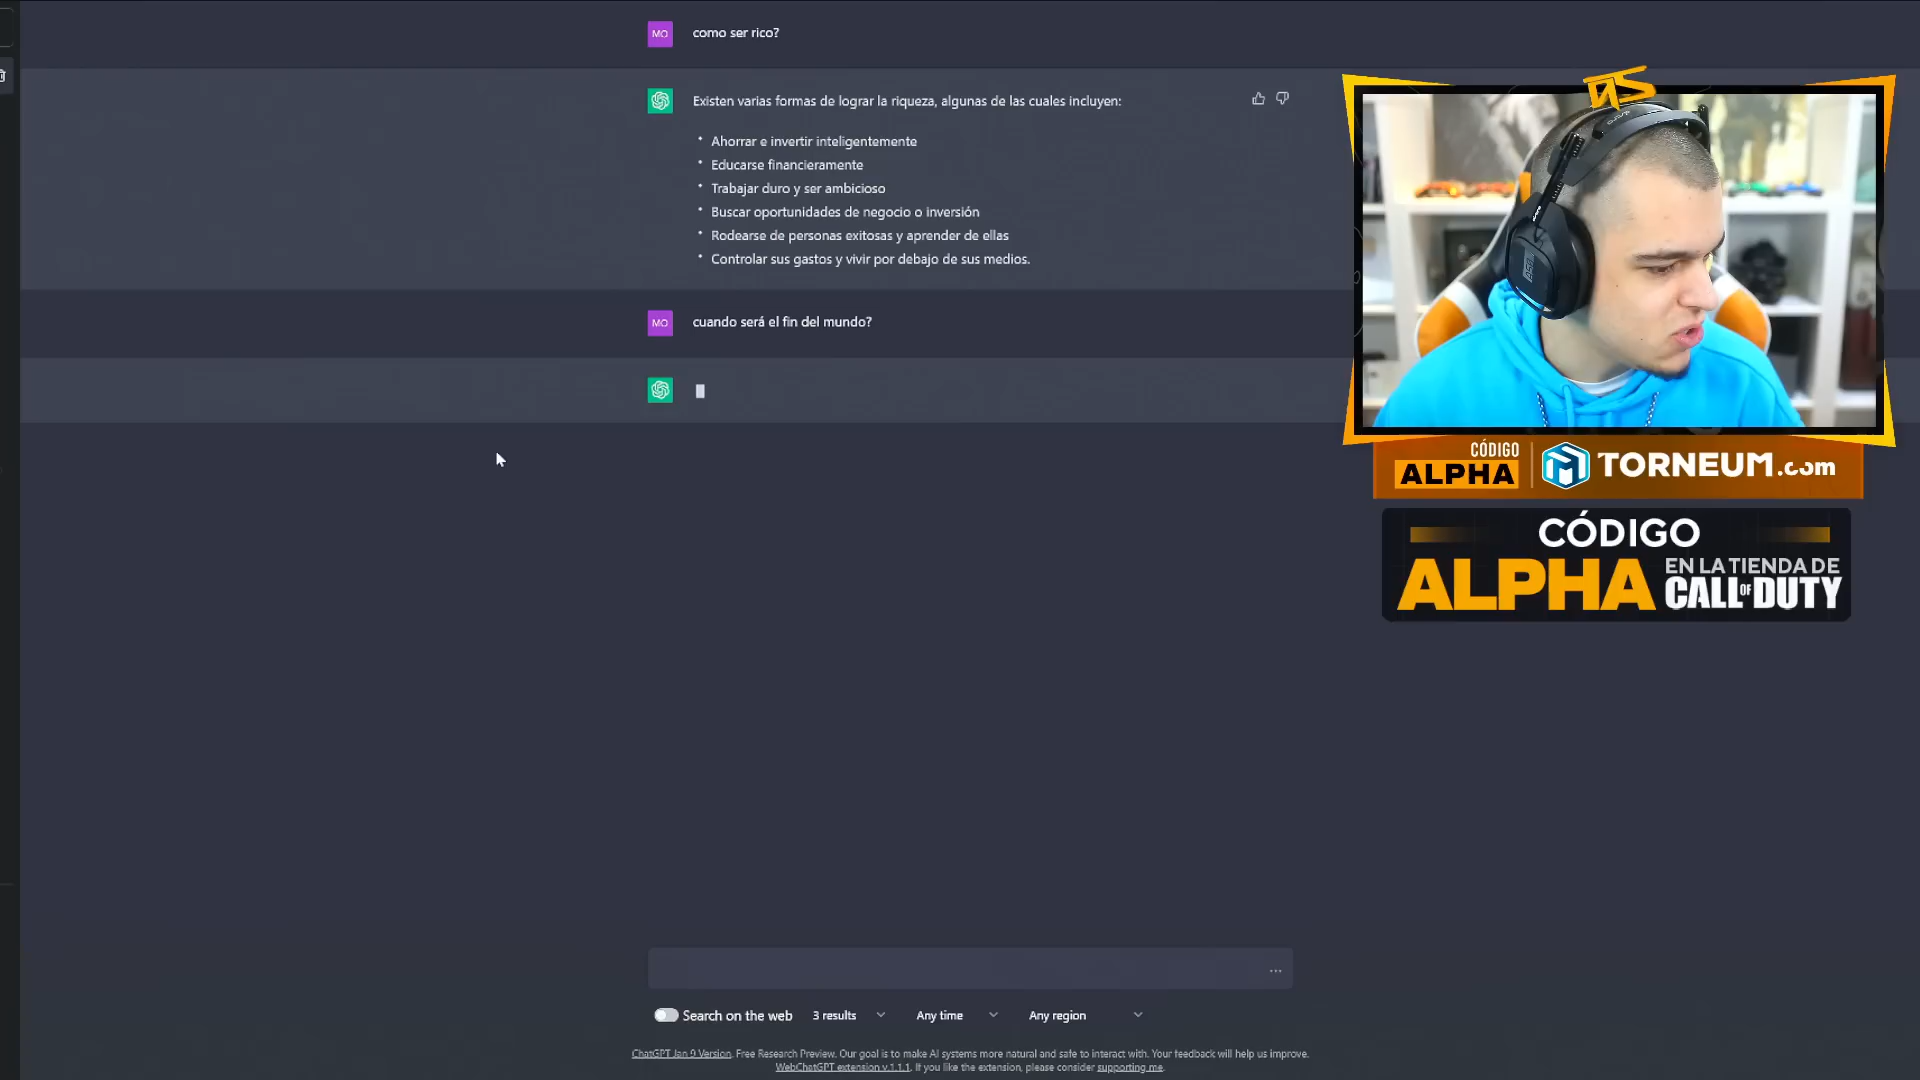 MO como ser rico?
Existen varias formas de lograr la riqueza, algunas de las cuales incluyen:
• Ahorrar e invertir inteligentemente
• Educarse financieramente
• Trabajar duro y ser ambicioso
• Buscar oportunidades de negocio o inversión
• Rodearse de personas exitosas y aprender de ellas
• Controlar sus gastos y vivir por debajo de sus medios.
MO cuando será el fin del mundo?
CÓDIGO
ALPHA
TORNEUM.com
CÓDIGO
ALPHA
EN LA TIENDA DE
CALL OF DUTY
...
Search on the web 3 results Any time Any region
ChatGPT Jan 9 Version. Free Research Preview. Our goal is to make AI systems more natural and safe to interact with. Your feedback will help us improve.
WebChatGPT extension v.1.1.1. If you like the extension, please consider supporting me.